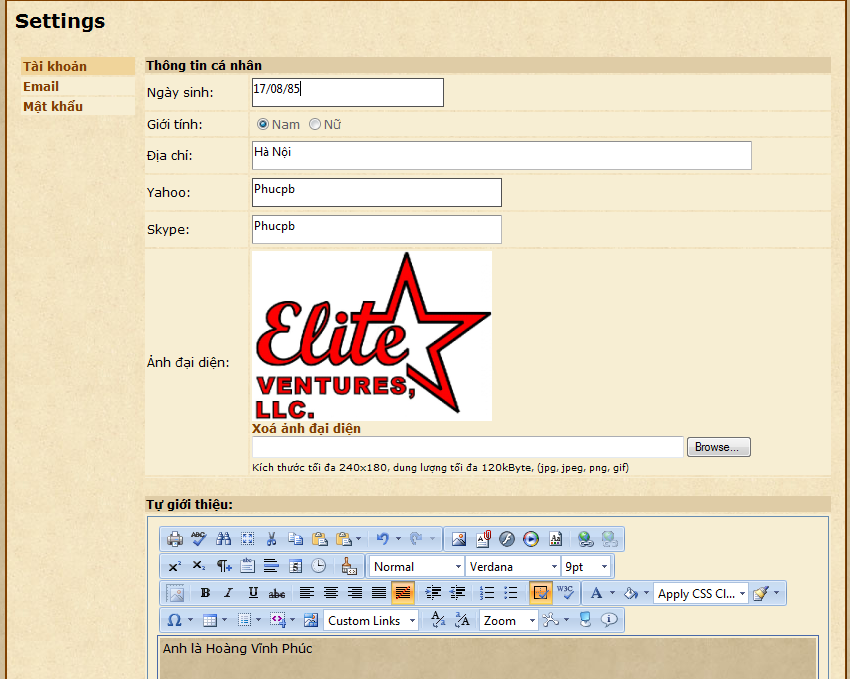 Settings
Tài khoản
Email
Mật khẩu
Thông tin cá nhân
Ngày sinh: 17/08/85
Giới tính: Nam Nữ
Địa chỉ: Hà Nội
Yahoo: Phucpb
Skype: Phucpb
Ảnh đại diện:
Elite
VENTURES,
LLC.
Xoá ảnh đại diện
Browse...
Kích thước tối đa 240x180, dung lượng tối đa 120kByte, (jpg, jpeg, png, gif)
Tự giới thiệu:
ABC
Normal Verdana 9pt
B I U abc W3C A Apply CSS Cl...
Ω Custom Links Zoom
Anh là Hoàng Vĩnh Phúc